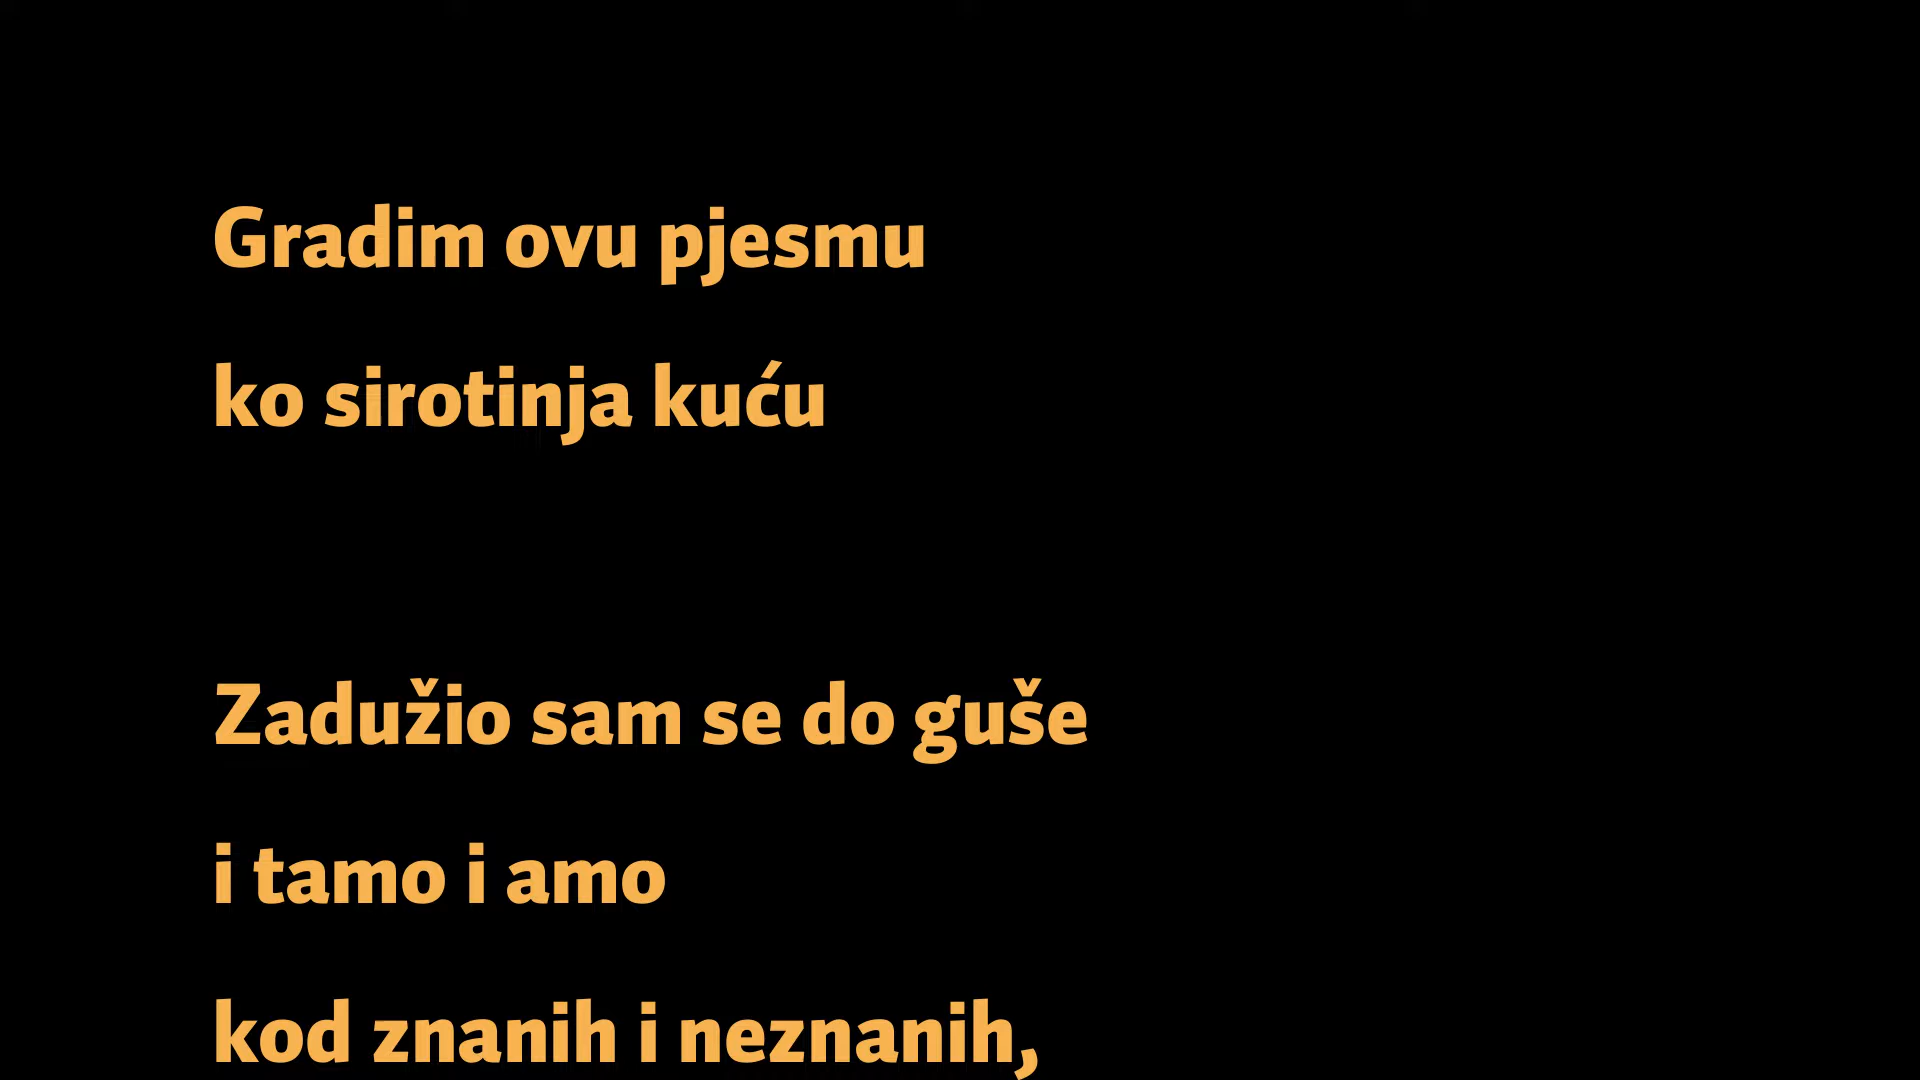 Gradim ovu pjesmu
ko sirotinja kuću
Zadužio sam se do guše
i tamo i amo
kod znanih i neznanih,